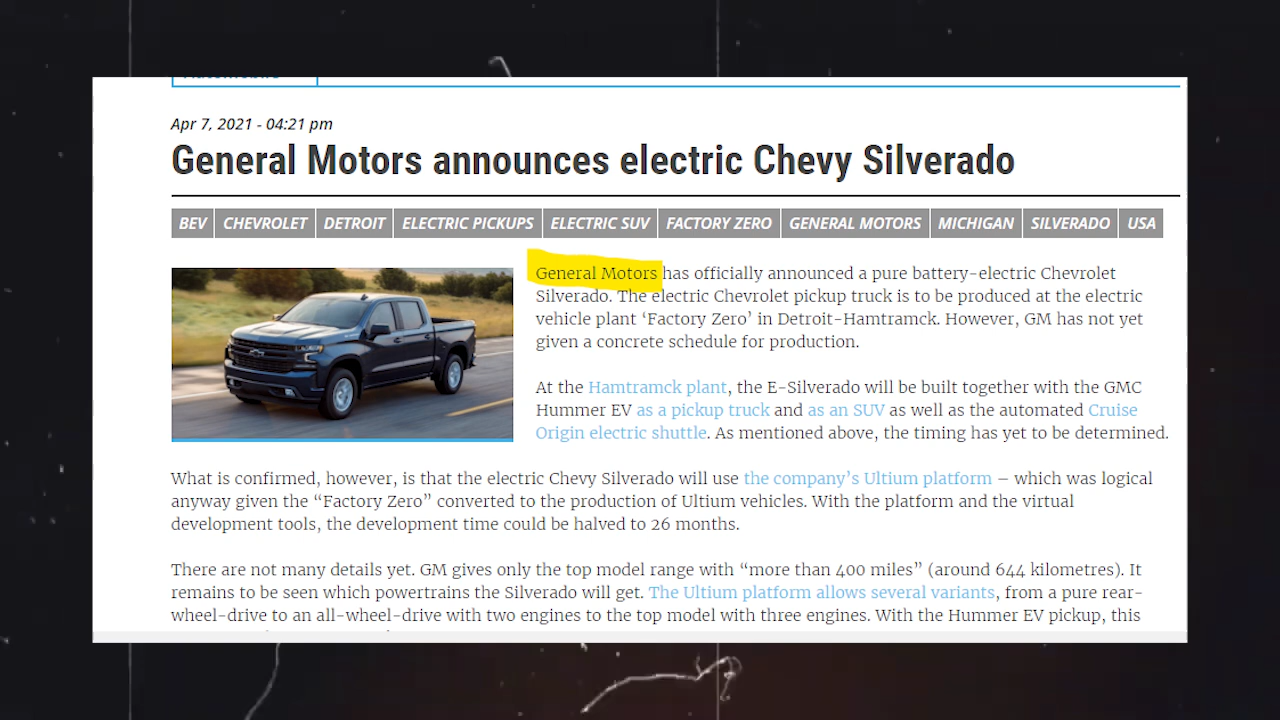 Apr 7, 2021 - 04:21 pm
General Motors announces electric Chevy Silverado
BEV CHEVROLET DETROIT ELECTRIC PICKUPS ELECTRIC SUV FACTORY ZERO GENERAL MOTORS MICHIGAN SILVERADO USA
General Motors has officially announced a pure battery-electric Chevrolet
Silverado. The electric Chevrolet pickup truck is to be produced at the electric
vehicle plant ‘Factory Zero’ in Detroit-Hamtramck. However, GM has not yet
given a concrete schedule for production.
At the Hamtramck plant, the E-Silverado will be built together with the GMC
Hummer EV as a pickup truck and as an SUV as well as the automated Cruise
Origin electric shuttle. As mentioned above, the timing has yet to be determined.
What is confirmed, however, is that the electric Chevy Silverado will use the company’s Ultium platform – which was logical
anyway given the “Factory Zero” converted to the production of Ultium vehicles. With the platform and the virtual
development tools, the development time could be halved to 26 months.
There are not many details yet. GM gives only the top model range with “more than 400 miles” (around 644 kilometres). It
remains to be seen which powertrains the Silverado will get. The Ultium platform allows several variants, from a pure rear-
wheel-drive to an all-wheel-drive with two engines to the top model with three engines. With the Hummer EV pickup, this